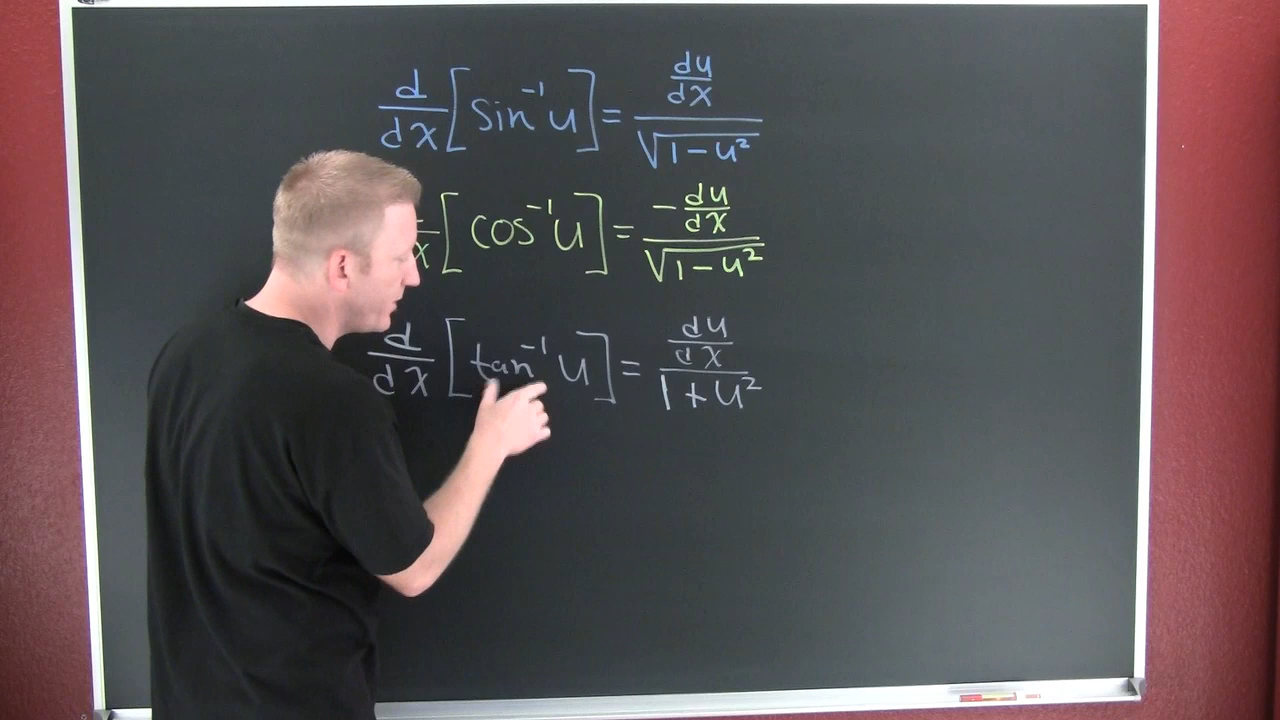 d/dx [sin⁻¹ u] = (du/dx)/√(1-u²)
x [cos⁻¹ u] = (-du/dx)/√(1-u²)
d/dx [tan⁻¹ u] = (du/dx)/(1+u²)